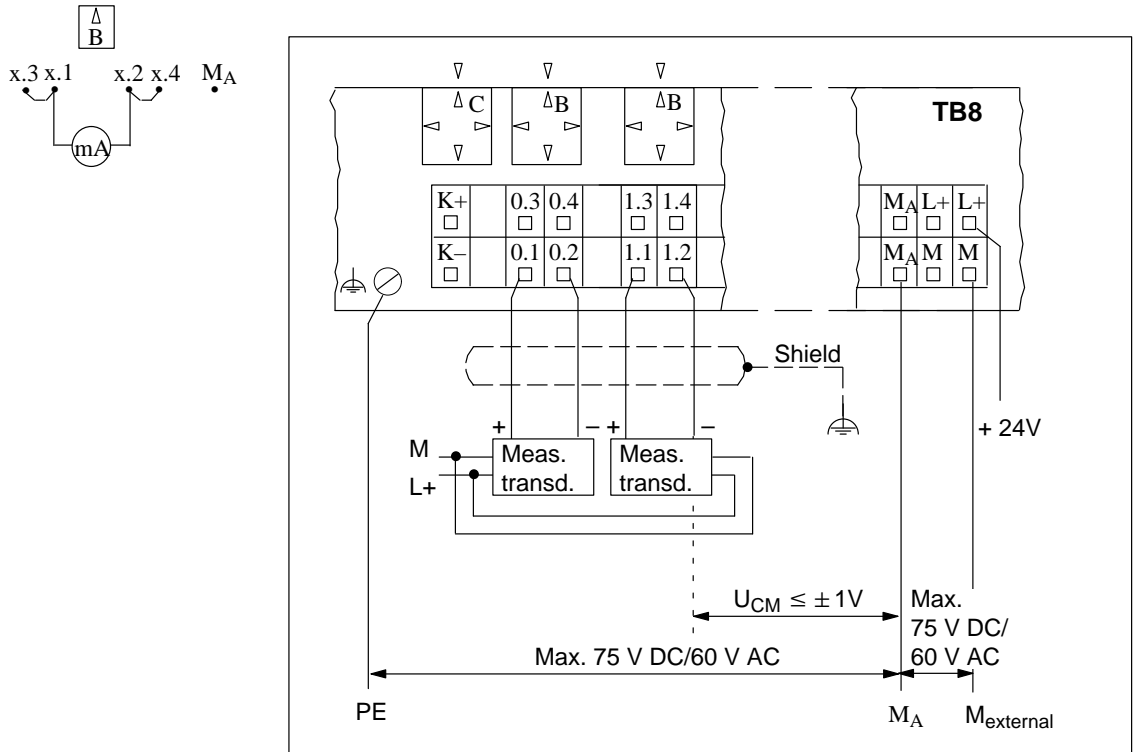 B
x.3 x.1 x.2 x.4 MA
mA
C B B TB8
K+ 0.3 0.4 1.3 1.4 MA L+ L+
K– 0.1 0.2 1.1 1.2 MA M M
Shield
+ – + – + 24V
M Meas. transd. Meas. transd.
L+
UCM ≤ ± 1V
Max. 75 V DC/ 60 V AC
Max. 75 V DC/60 V AC
PE MA Mexternal